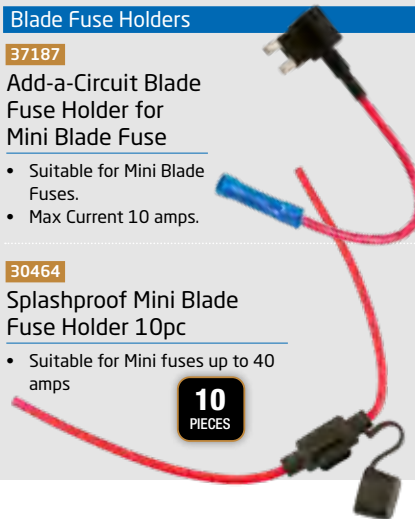 Blade Fuse Holders
37187
Add-a-Circuit Blade
Fuse Holder for
Mini Blade Fuse
• Suitable for Mini Blade
Fuses.
• Max Current 10 amps.
30464
Splashproof Mini Blade
Fuse Holder 10pc
• Suitable for Mini fuses up to 40
amps
10
PIECES